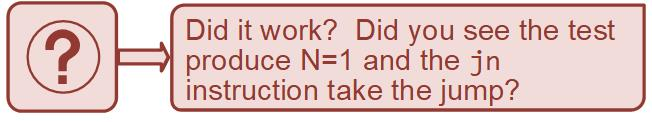 ?
Did it work? Did you see the test
produce N=1 and the jn
instruction take the jump?